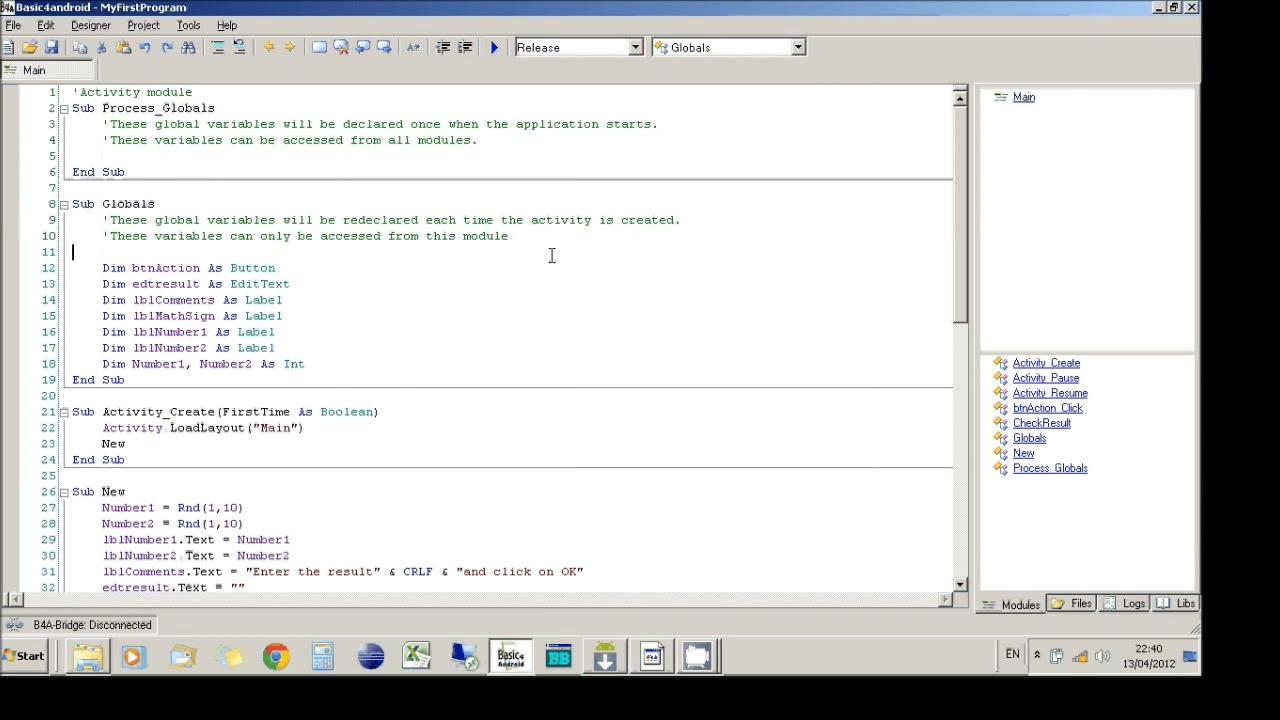 Basic4android - MyFirstProgram
File Edit Designer Project Tools Help
Release Globals
Main
1 'Activity module
2 Sub Process_Globals
3 'These global variables will be declared once when the application starts.
4 'These variables can be accessed from all modules.
5
6 End Sub
7
8 Sub Globals
9 'These global variables will be redeclared each time the activity is created.
10 'These variables can only be accessed from this module
11
12 Dim btnAction As Button
13 Dim edtresult As EditText
14 Dim lblComments As Label
15 Dim lblMathSign As Label
16 Dim lblNumber1 As Label
17 Dim lblNumber2 As Label
18 Dim Number1, Number2 As Int
19 End Sub
20
21 Sub Activity_Create(FirstTime As Boolean)
22 Activity.LoadLayout("Main")
23 New
24 End Sub
25
26 Sub New
27 Number1 = Rnd(1,10)
28 Number2 = Rnd(1,10)
29 lblNumber1.Text = Number1
30 lblNumber2.Text = Number2
31 lblComments.Text = "Enter the result" & CRLF & "and click on OK"
32 edtresult.Text = ""
Main
Activity_Create
Activity_Pause
Activity_Resume
btnAction_Click
CheckResult
Globals
New
Process_Globals
Modules Files Logs Libs
B4A-Bridge: Disconnected
Start
Basic4 Android
BB
EN
22:40
13/04/2012